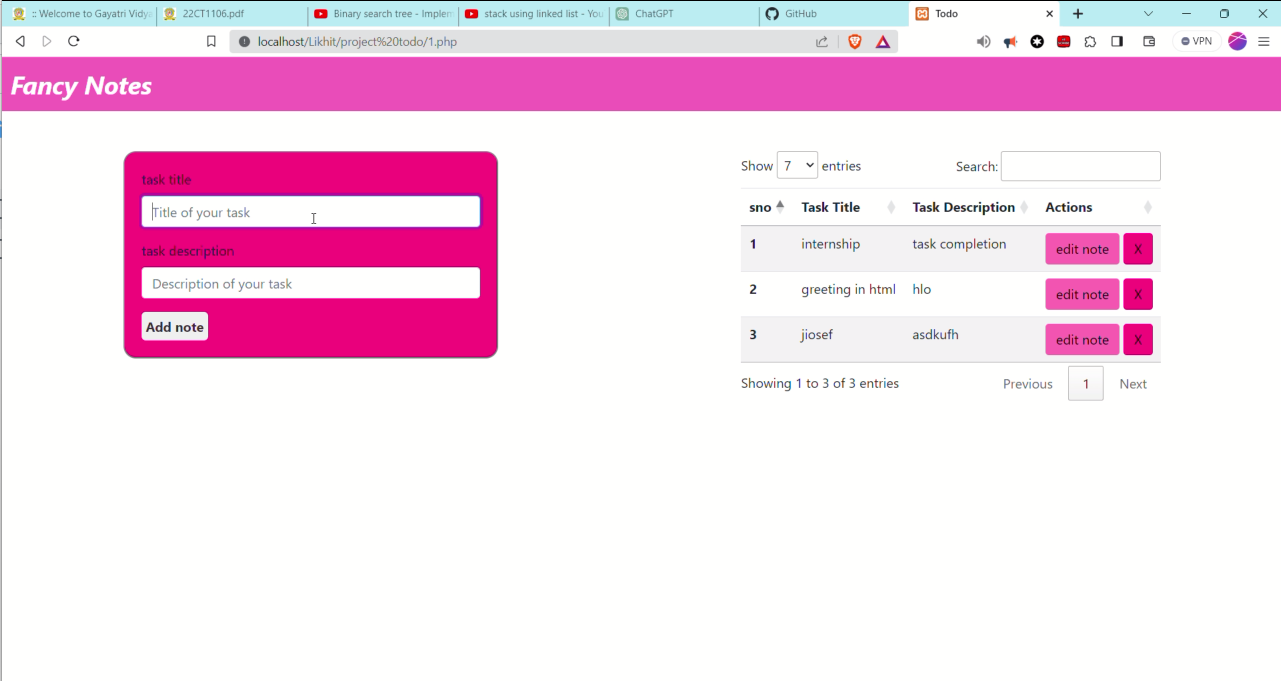 :: Welcome to Gayatri Vidya
22CT1106.pdf
Binary search tree - Implem
stack using linked list - You
ChatGPT
GitHub
Todo
localhost/Likhit/project%20todo/1.php
VPN
Fancy Notes
task title
Title of your task
task description
Description of your task
Add note
Show 7 entries
Search:
sno Task Title Task Description Actions
1 internship task completion edit note X
2 greeting in html hlo edit note X
3 jiosef asdkufh edit note X
Showing 1 to 3 of 3 entries
Previous 1 Next